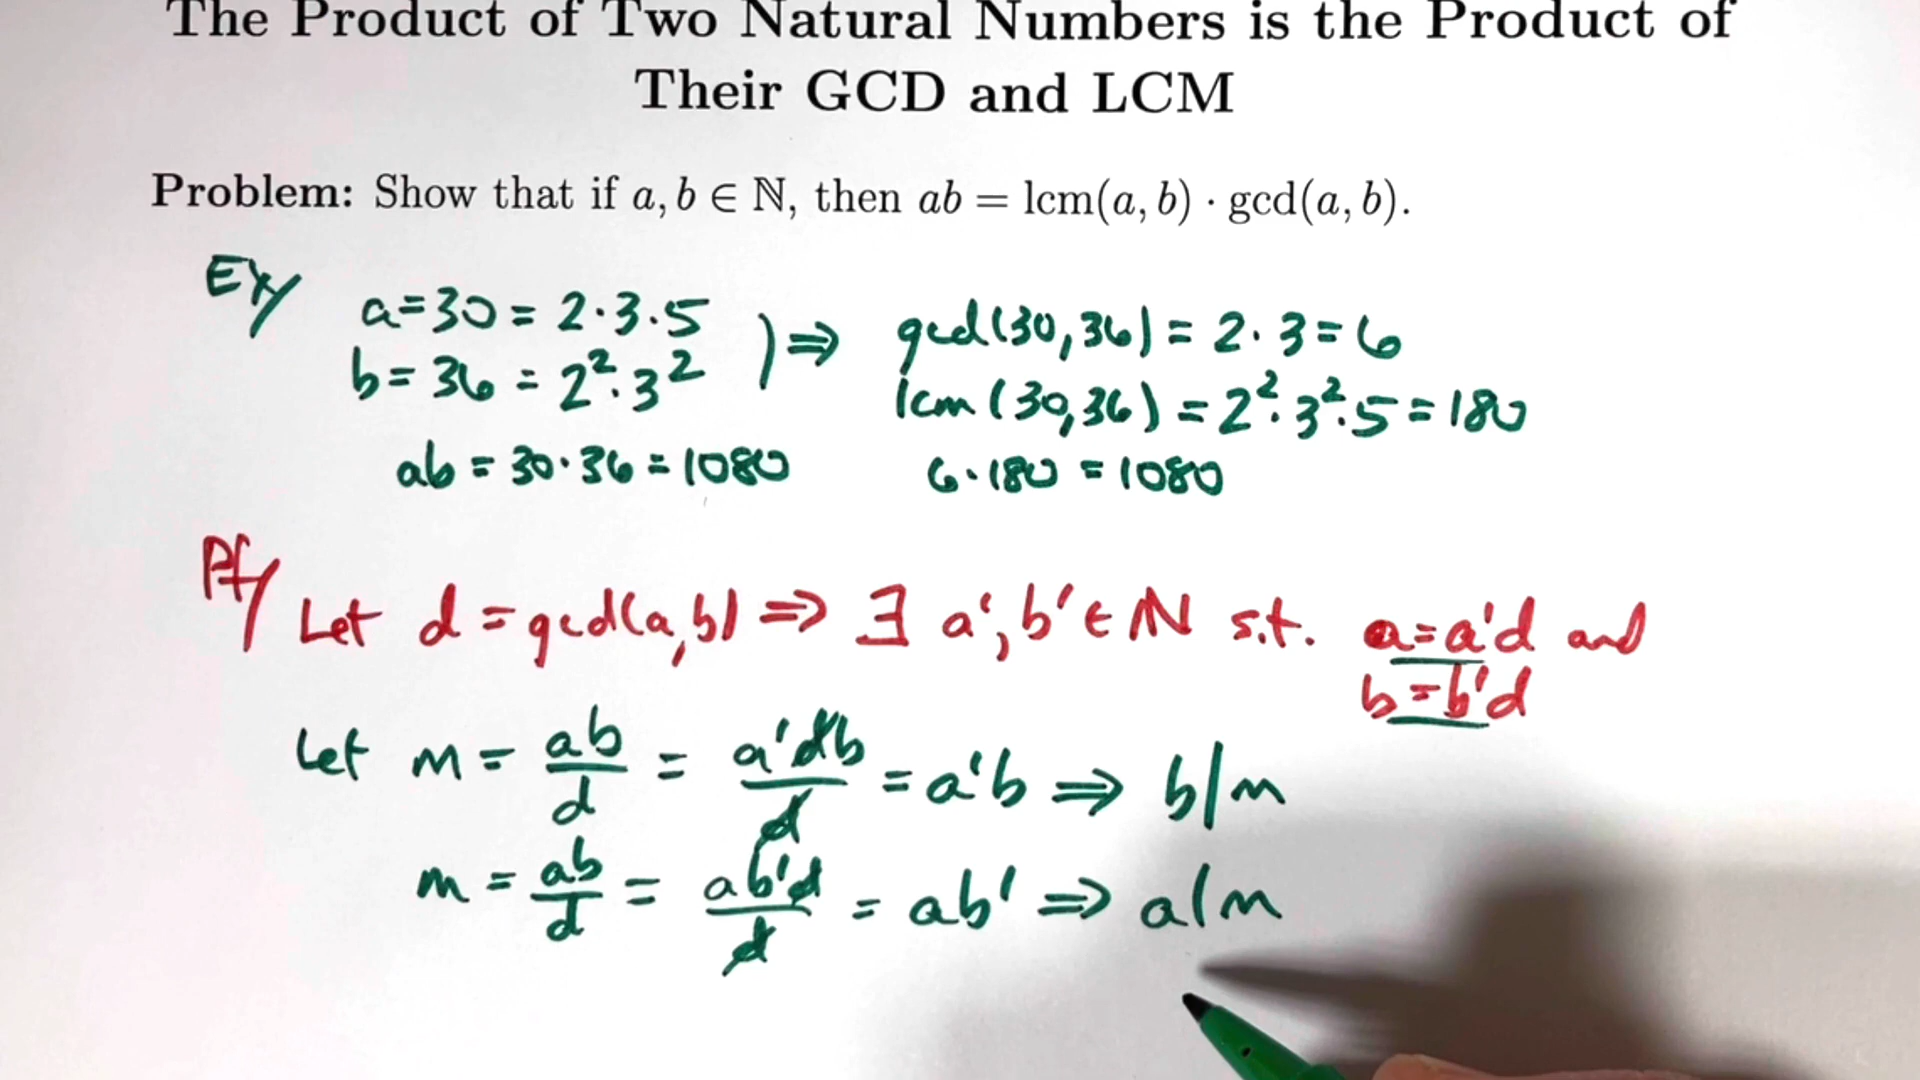 The Product of Two Natural Numbers is the Product of
Their GCD and LCM
Problem: Show that if a, b ∈ ℕ, then ab = lcm(a, b) · gcd(a, b).
Ex/
a=30 = 2·3·5
b = 36 = 2²·3²
) ⇒
gcd(30,36) = 2·3 = 6
lcm(30,36) = 2²·3²·5 = 180
ab = 30·36 = 1080
6·180 = 1080
Pf/
Let d = gcd(a,b) ⇒ ∃ a', b' ∈ ℕ s.t. a=a'd and
b = b'd
Let m = ab/d = a'db/d = a'b ⇒ b|m
m = ab/d = ab'd/d = ab' ⇒ a|m